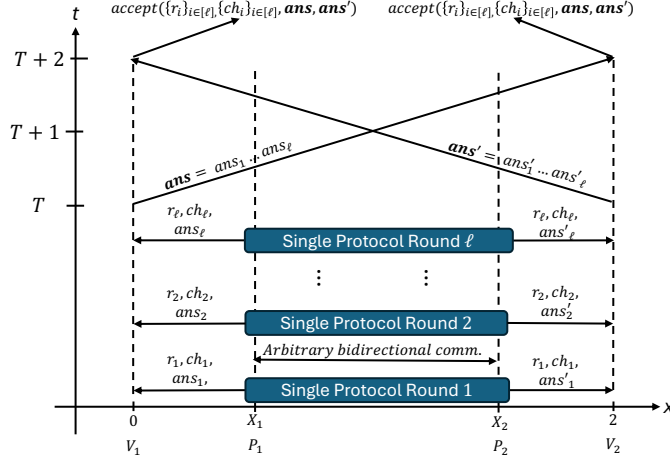 accept({r_i}_{i∈[ℓ],}{ch_i}_{i∈[ℓ]}, ans, ans')
accept({r_i}_{i∈[ℓ],}{ch_i}_{i∈[ℓ]}, ans, ans')
t
T + 2
T + 1
ans = ans_1 ... ans_ℓ
ans' = ans'_1 ... ans'_ℓ
T
r_ℓ, ch_ℓ,
ans_ℓ
Single Protocol Round ℓ
r_ℓ, ch_ℓ,
ans'_ℓ
⋮ ⋮
r_2, ch_2,
ans_2
Single Protocol Round 2
r_2, ch_2,
ans'_2
Arbitrary bidirectional comm.
r_1, ch_1,
ans_1,
Single Protocol Round 1
r_1, ch_1,
ans'_1
x
0 X_1 X_2 2
V_1 P_1 P_2 V_2